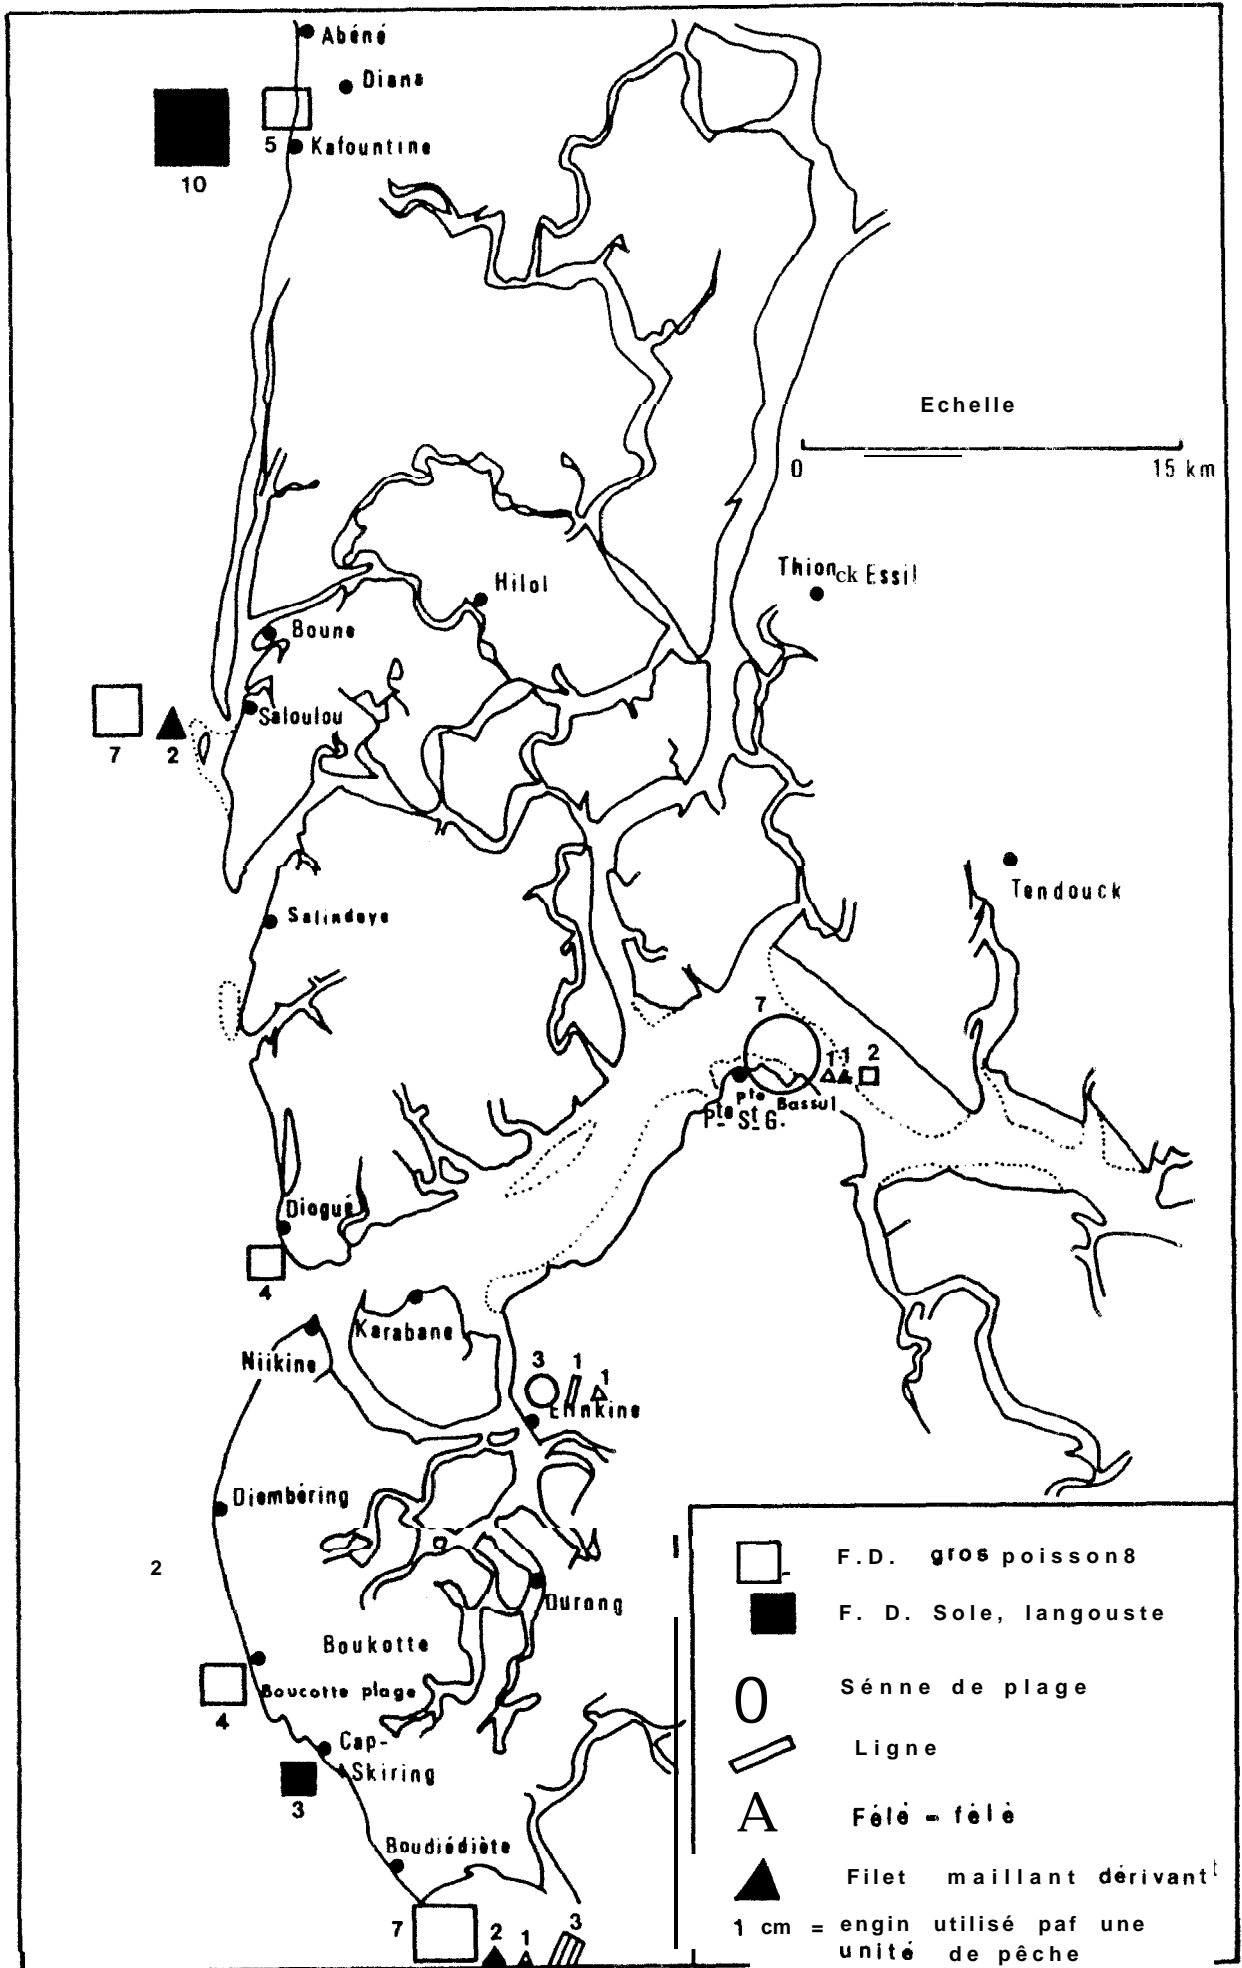 Abéné
Diana
5 Kafountine
10
Echelle
0 15 km
Thionck Essil
Hilol
Boune
Saloulou
7 2
Tendouck
Salindeye
7
1 1 2
Pte Bassul
Pte St G.
Diogué
4
Karabane
Niikine
3 1 1
Elinkine
Diembéring
2
Ourong
Boukotte
Boucotte plage
4
Cap-
Skiring
3
Boudiédiète
7 2 1 3
F.D. gros poisson8
F. D. Sole, langouste
O Sénne de plage
Ligne
A Félé - félé
Filet maillant dérivant
1 cm = engin utilisé paf une
unité de pêche